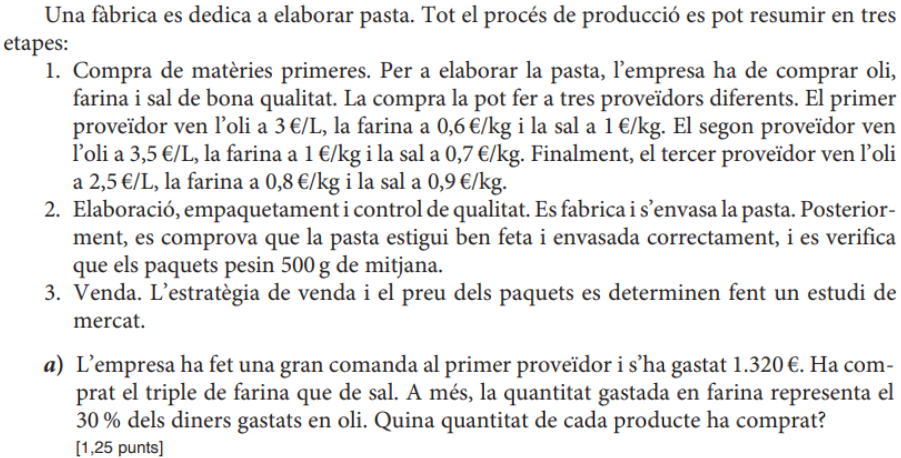 Una fàbrica es dedica a elaborar pasta. Tot el procés de producció es pot resumir en tres
etapes:
1. Compra de matèries primeres. Per a elaborar la pasta, l’empresa ha de comprar oli,
farina i sal de bona qualitat. La compra la pot fer a tres proveïdors diferents. El primer
proveïdor ven l’oli a 3 €/L, la farina a 0,6 €/kg i la sal a 1 €/kg. El segon proveïdor ven
l’oli a 3,5 €/L, la farina a 1 €/kg i la sal a 0,7 €/kg. Finalment, el tercer proveïdor ven l’oli
a 2,5 €/L, la farina a 0,8 €/kg i la sal a 0,9 €/kg.
2. Elaboració, empaquetament i control de qualitat. Es fabrica i s’envasa la pasta. Posterior-
ment, es comprova que la pasta estigui ben feta i envasada correctament, i es verifica
que els paquets pesin 500 g de mitjana.
3. Venda. L’estratègia de venda i el preu dels paquets es determinen fent un estudi de
mercat.
a) L’empresa ha fet una gran comanda al primer proveïdor i s’ha gastat 1.320 €. Ha com-
prat el triple de farina que de sal. A més, la quantitat gastada en farina representa el
30 % dels diners gastats en oli. Quina quantitat de cada producte ha comprat?
[1,25 punts]